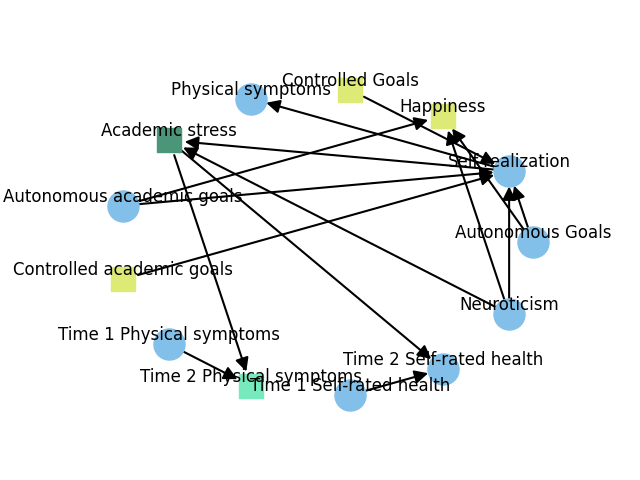 Controlled Goals
Physical symptoms
Happiness
Academic stress
Self-realization
Autonomous academic goals
Autonomous Goals
Controlled academic goals
Neuroticism
Time 1 Physical symptoms
Time 2 Self-rated health
Time 2 Physical symptoms
Time 1 Self-rated health